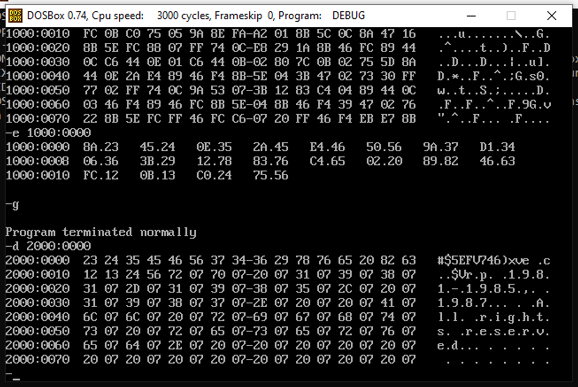 DOSBox 0.74, Cpu speed:    3000 cycles, Frameskip  0, Program:    DEBUG
1000:0010  FC 0B C0 75 05 9A 8E FA-A2 01 8B 5C 0C 8A 47 16   ...u.......\..G.
1000:0020  8B 5E FC 88 07 FF 74 0C-E8 29 1A 8B 46 FC 89 44   .^....t..)..F..D
1000:0030  0C C6 44 0E 01 C6 44 0B-02 80 7C 0B 02 75 5D 8A   ..D...D...|..u].
1000:0040  44 0E 2A E4 89 46 F4 8B-5E 04 3B 47 02 73 30 FF   D.*..F..^.;G.s0.
1000:0050  77 02 FF 74 0C 9A 53 07-3B 12 83 C4 04 89 44 0C   w..t..S.;.....D.
1000:0060  03 46 F4 89 46 FC 8B 5E-04 8B 46 F4 39 47 02 76   .F..F..^..F.9G.v
1000:0070  22 8B 5E FC FF 46 FC C6-07 20 FF 46 F4 EB E7 8B   ".^..F... .F....
-e 1000:0000
1000:0000  8A.23   45.24   0E.35   2A.45   E4.46   50.56   9A.37   D1.34
1000:0008  06.36   3B.29   12.78   83.76   C4.65   02.20   89.82   46.63
1000:0010  FC.12   0B.13   C0.24   75.56
-g
Program terminated normally
-d 2000:0000
2000:0000  23 24 35 45 46 56 37 34-36 29 78 76 65 20 82 63   #$5EFV746)xve .c
2000:0010  12 13 24 56 72 07 70 07-20 07 31 07 39 07 38 07   ..$Vr.p. .1.9.8.
2000:0020  31 07 2D 07 31 07 39 07-38 07 35 07 2C 07 20 07   1.-.1.9.8.5.,. .
2000:0030  31 07 39 07 38 07 37 07-2E 07 20 07 20 07 41 07   1.9.8.7... . .A.
2000:0040  6C 07 6C 07 20 07 72 07-69 07 67 07 68 07 74 07   l.l. .r.i.g.h.t.
2000:0050  73 07 20 07 72 07 65 07-73 07 65 07 72 07 76 07   s. .r.e.s.e.r.v.
2000:0060  65 07 64 07 2E 07 20 07-20 07 20 07 20 07 20 07   e.d... . . . . .
2000:0070  20 07 20 07 20 07 20 07-20 07 20 07 20 07 20 07    . . . . . . . .
-